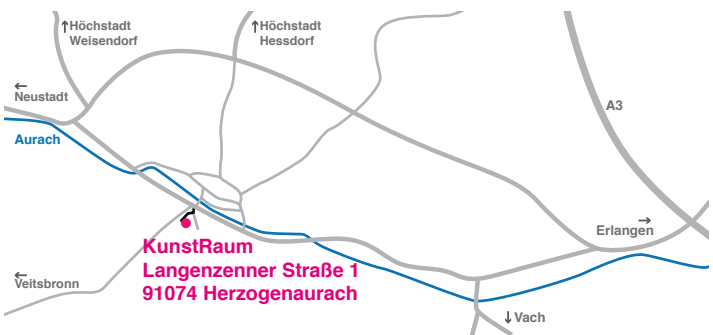 ↑Höchstadt
Weisendorf
↑Höchstadt
Hessdorf
←
Neustadt
A3
Aurach
→
Erlangen
KunstRaum
Langenzenner Straße 1
91074 Herzogenaurach
←
Veitsbronn
↓Vach